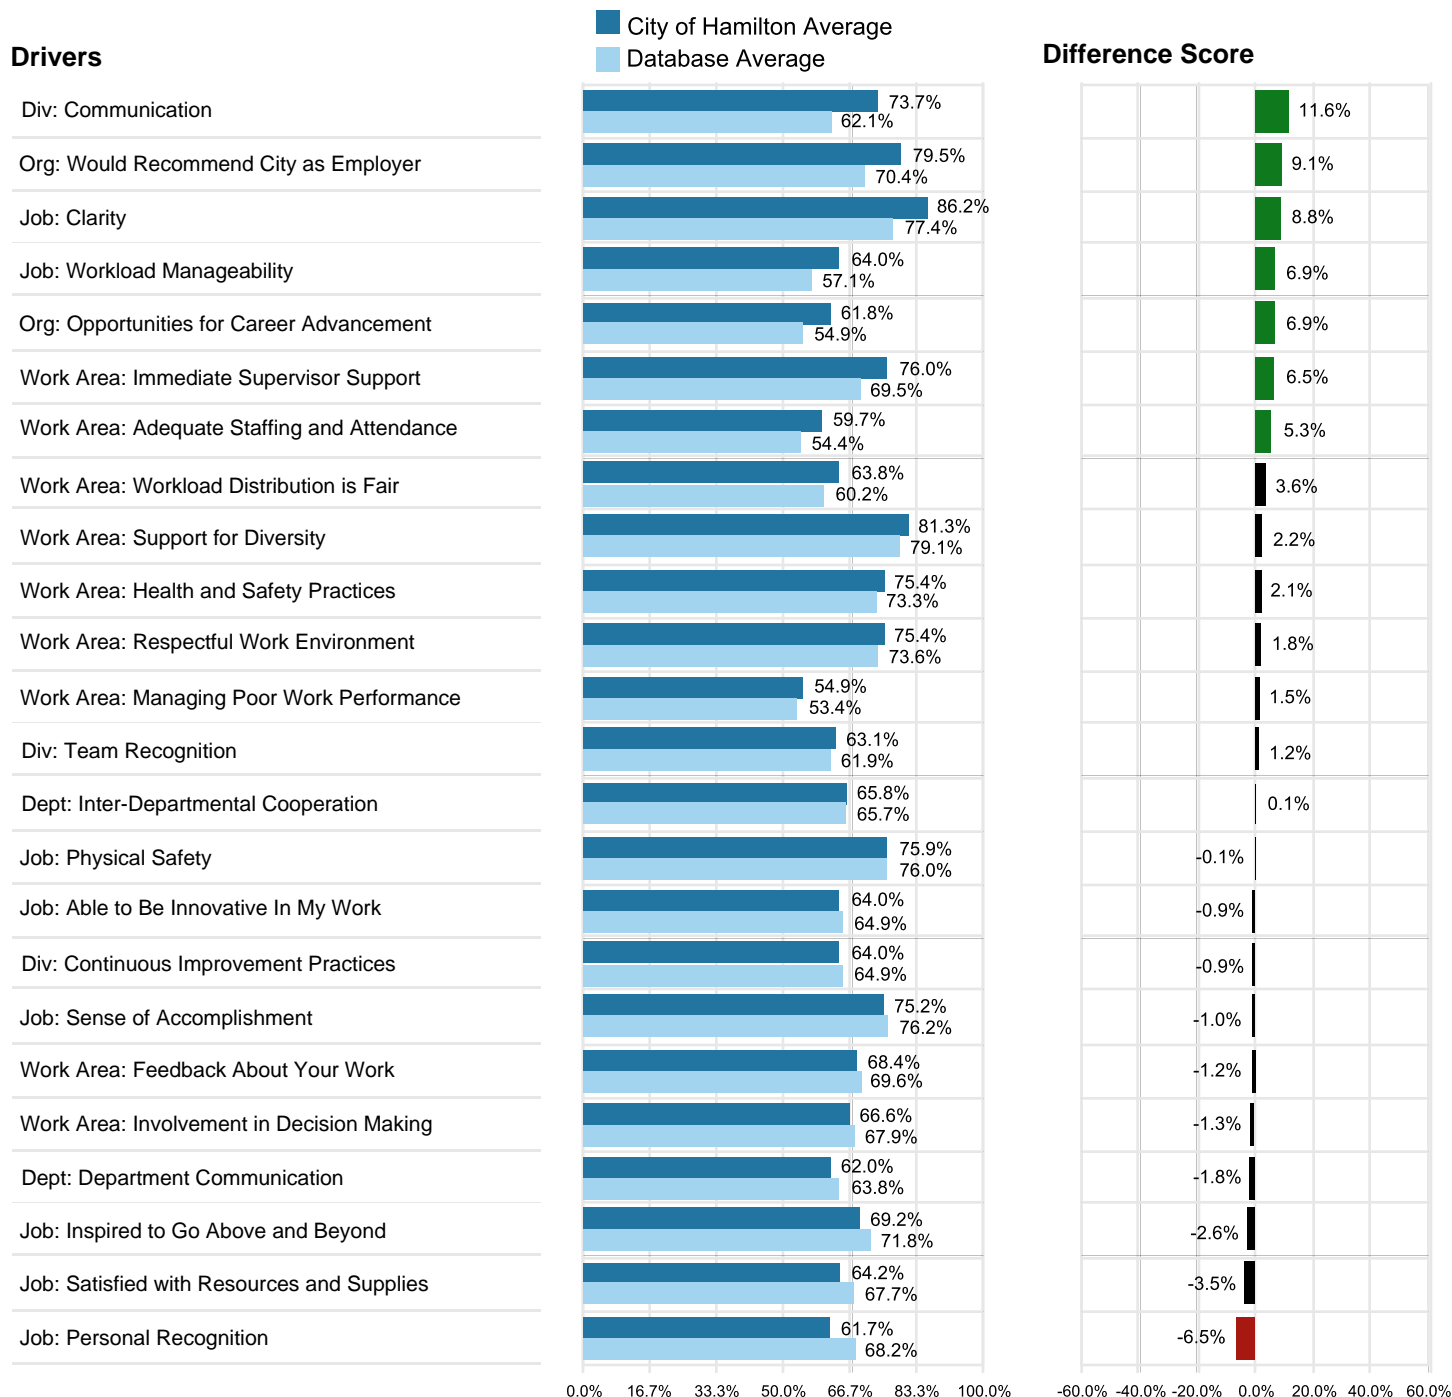 City of Hamilton Average
Drivers
Database Average
Difference Score
Div: Communication 73.7% 62.1% 11.6%
Org: Would Recommend City as Employer 79.5% 70.4% 9.1%
Job: Clarity 86.2% 77.4% 8.8%
Job: Workload Manageability 64.0% 57.1% 6.9%
Org: Opportunities for Career Advancement 61.8% 54.9% 6.9%
Work Area: Immediate Supervisor Support 76.0% 69.5% 6.5%
Work Area: Adequate Staffing and Attendance 59.7% 54.4% 5.3%
Work Area: Workload Distribution is Fair 63.8% 60.2% 3.6%
Work Area: Support for Diversity 81.3% 79.1% 2.2%
Work Area: Health and Safety Practices 75.4% 73.3% 2.1%
Work Area: Respectful Work Environment 75.4% 73.6% 1.8%
Work Area: Managing Poor Work Performance 54.9% 53.4% 1.5%
Div: Team Recognition 63.1% 61.9% 1.2%
Dept: Inter-Departmental Cooperation 65.8% 65.7% 0.1%
Job: Physical Safety 75.9% 76.0% -0.1%
Job: Able to Be Innovative In My Work 64.0% 64.9% -0.9%
Div: Continuous Improvement Practices 64.0% 64.9% -0.9%
Job: Sense of Accomplishment 75.2% 76.2% -1.0%
Work Area: Feedback About Your Work 68.4% 69.6% -1.2%
Work Area: Involvement in Decision Making 66.6% 67.9% -1.3%
Dept: Department Communication 62.0% 63.8% -1.8%
Job: Inspired to Go Above and Beyond 69.2% 71.8% -2.6%
Job: Satisfied with Resources and Supplies 64.2% 67.7% -3.5%
Job: Personal Recognition 61.7% 68.2% -6.5%
0.0% 16.7% 33.3% 50.0% 66.7% 83.3% 100.0% -60.0% -40.0% -20.0% 0.0% 20.0% 40.0% 60.0%